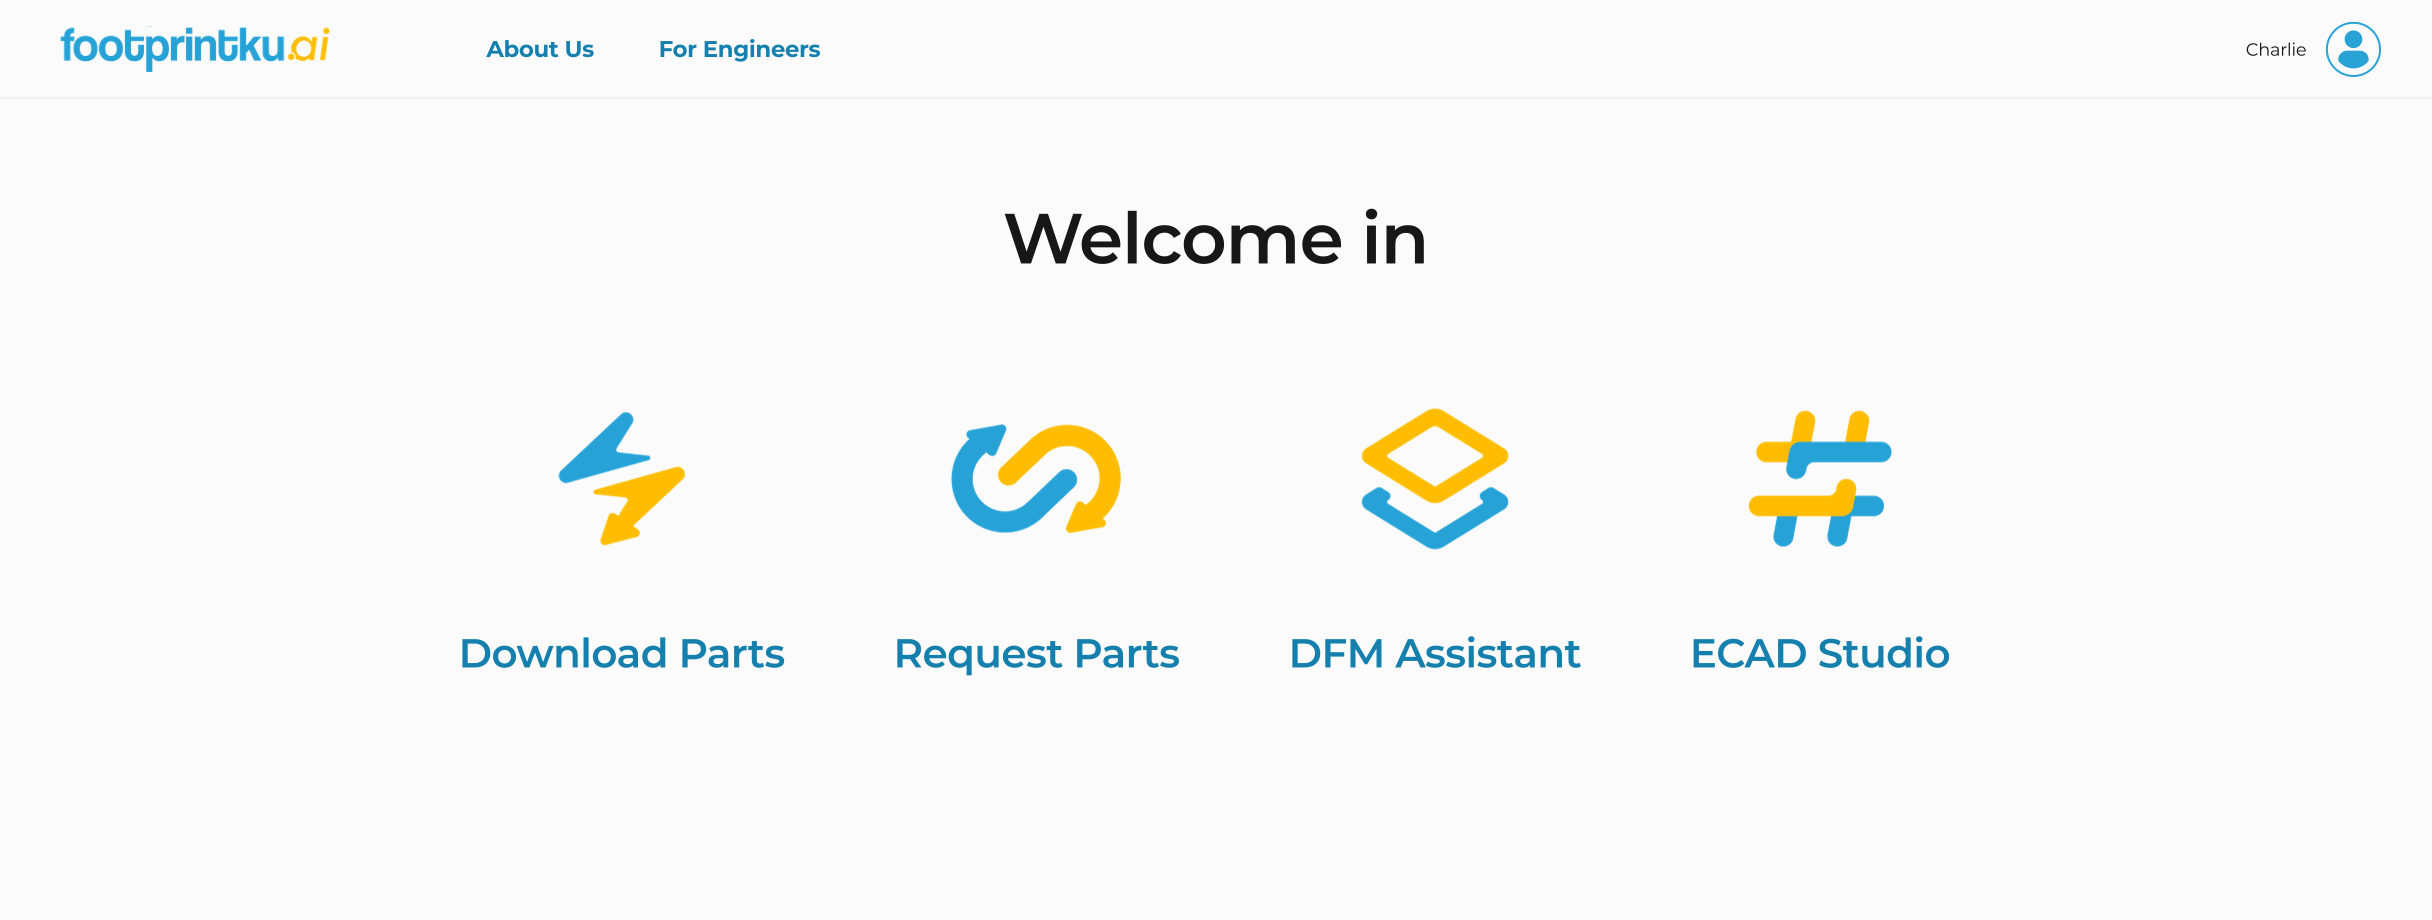 footprintku.ai
About Us
For Engineers
Charlie
Welcome in
Download Parts
Request Parts
DFM Assistant
ECAD Studio